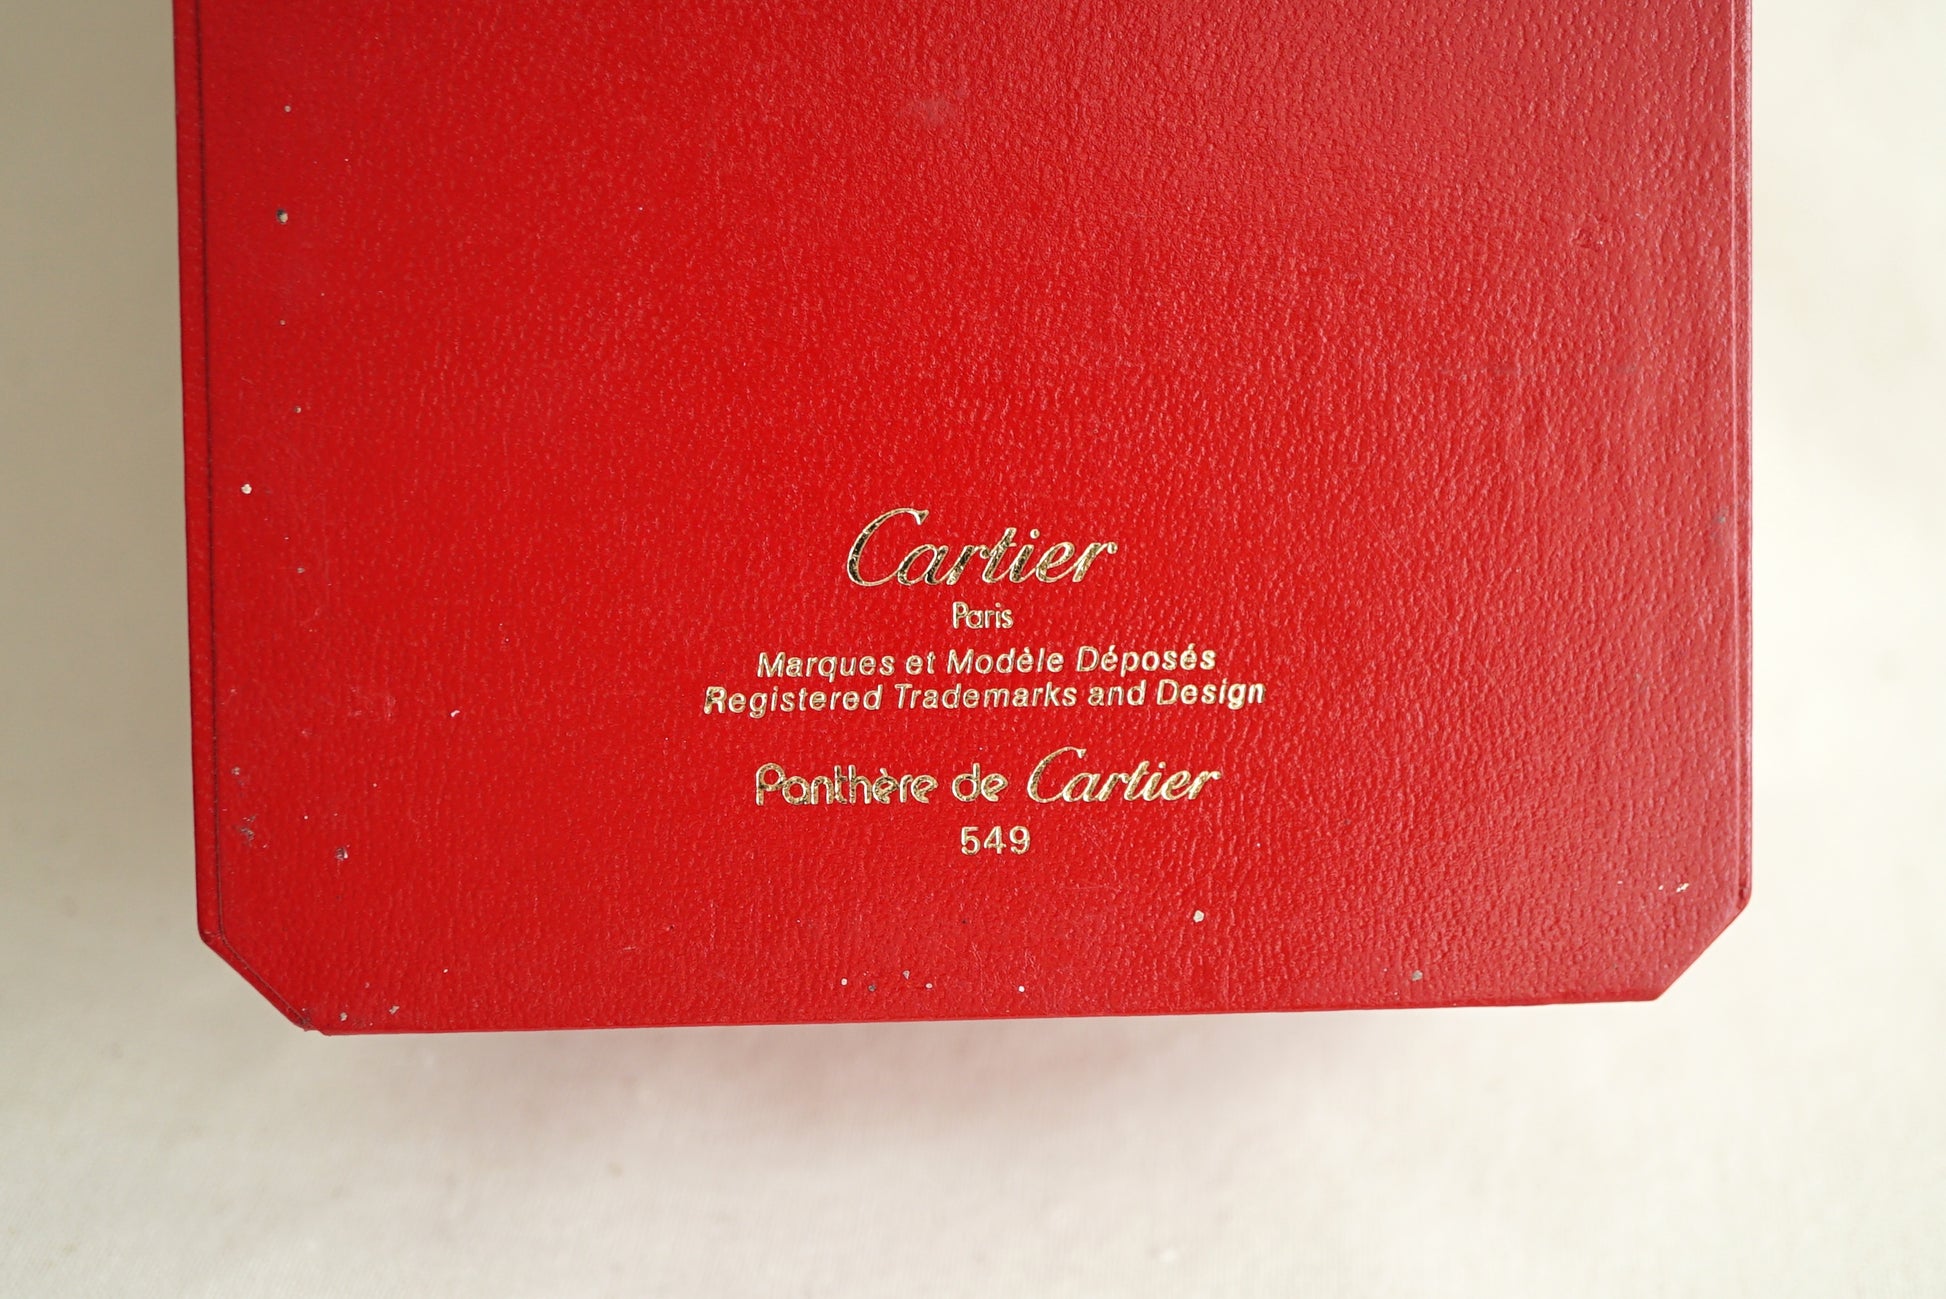 Cartier
Paris
Marques et Modèle Déposés
Registered Trademarks and Design
Panthère de Cartier
549